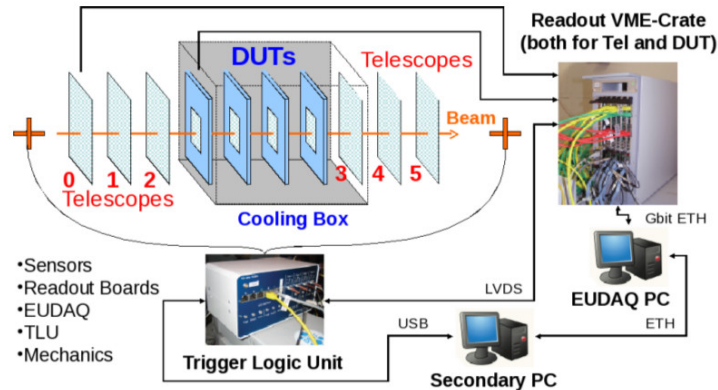 Readout VME-Crate
(both for Tel and DUT)
DUTs
Telescopes
Beam
0
1
2
3
4
5
Telescopes
Cooling Box
Gbit ETH
•Sensors
•Readout Boards
•EUDAQ
•TLU
•Mechanics
LVDS
EUDAQ PC
USB
ETH
Trigger Logic Unit
Secondary PC